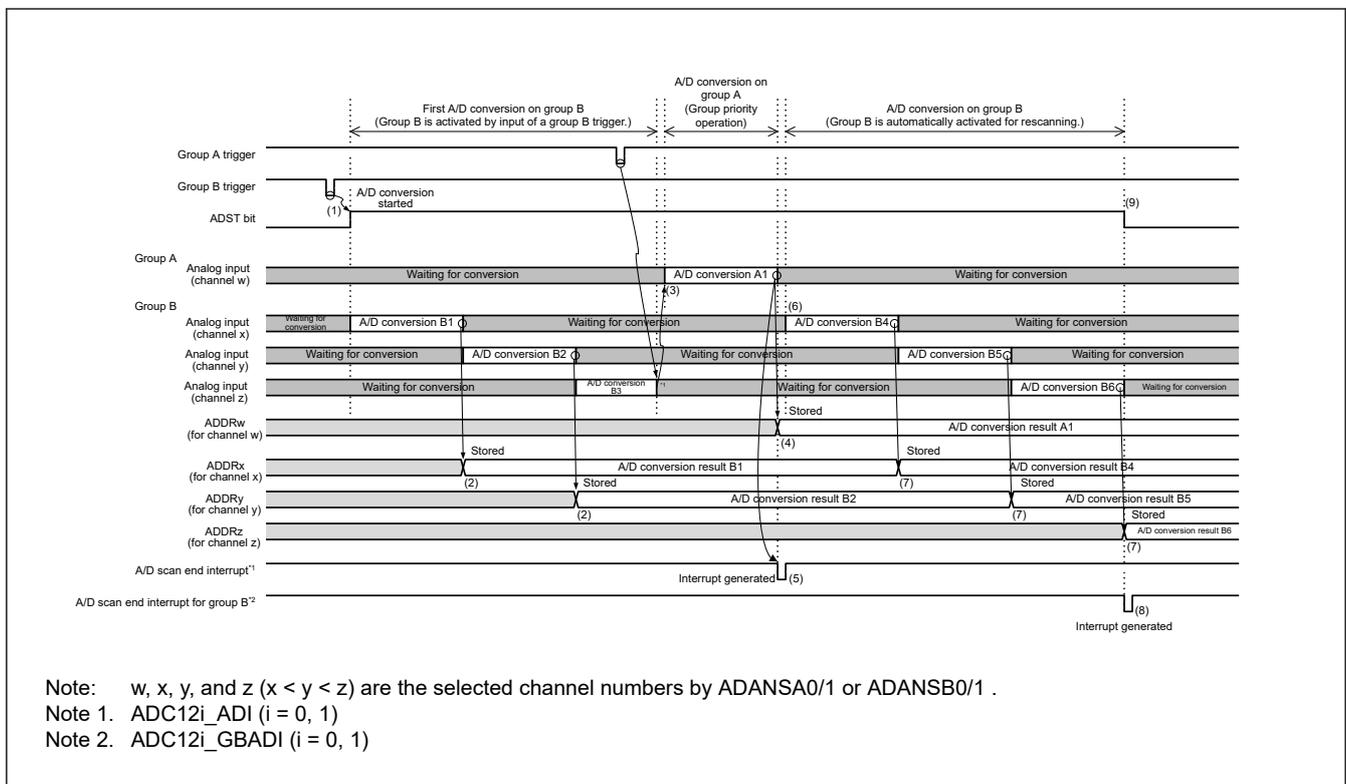 A/D conversion on
group A
(Group priority
operation)
First A/D conversion on group B
(Group B is activated by input of a group B trigger.)
A/D conversion on group B
(Group B is automatically activated for rescanning.)
Group A trigger
Group B trigger
A/D conversion
started
(1)
ADST bit
(9)
Group A
Analog input
(channel w)
Waiting for conversion
A/D conversion A1
Waiting for conversion
(3)
Group B
(6)
Analog input
(channel x)
Waiting for
conversion
A/D conversion B1
Waiting for conversion
A/D conversion B4
Waiting for conversion
Analog input
(channel y)
Waiting for conversion
A/D conversion B2
Waiting for conversion
A/D conversion B5
Waiting for conversion
Analog input
(channel z)
Waiting for conversion
A/D conversion
B3
*1
Waiting for conversion
A/D conversion B6
Waiting for conversion
Stored
ADDRw
(for channel w)
A/D conversion result A1
(4)
Stored
Stored
ADDRx
(for channel x)
A/D conversion result B1
A/D conversion result B4
(2)
(7)
Stored
Stored
ADDRy
(for channel y)
A/D conversion result B2
A/D conversion result B5
(2)
(7)
Stored
ADDRz
(for channel z)
A/D conversion result B6
(7)
A/D scan end interrupt*1
Interrupt generated
(5)
A/D scan end interrupt for group B*2
(8)
Interrupt generated
Note: w, x, y, and z (x < y < z) are the selected channel numbers by ADANSA0/1 or ADANSB0/1 .
Note 1. ADC12i_ADI (i = 0, 1)
Note 2. ADC12i_GBADI (i = 0, 1)